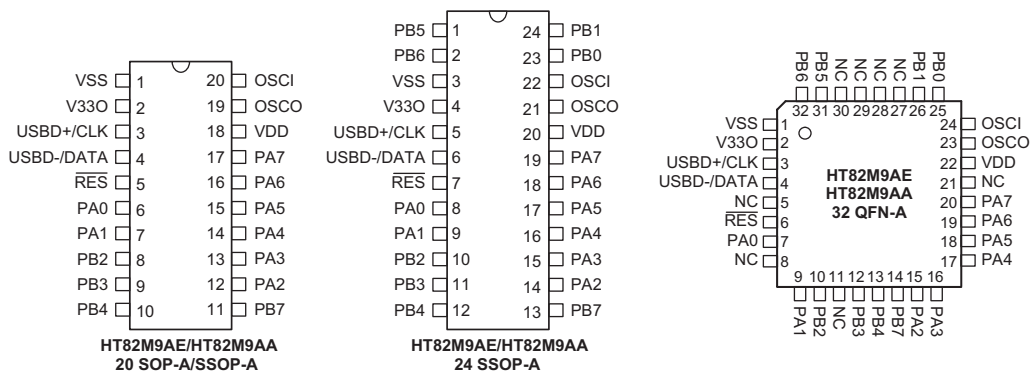 VSS 1 20 OSCI
V33O 2 19 OSCO
USBD+/CLK 3 18 VDD
USBD-/DATA 4 17 PA7
RES 5 16 PA6
PA0 6 15 PA5
PA1 7 14 PA4
PB2 8 13 PA3
PB3 9 12 PA2
PB4 10 11 PB7
HT82M9AE/HT82M9AA
20 SOP-A/SSOP-A
PB5 1 24 PB1
PB6 2 23 PB0
VSS 3 22 OSCI
V33O 4 21 OSCO
USBD+/CLK 5 20 VDD
USBD-/DATA 6 19 PA7
RES 7 18 PA6
PA0 8 17 PA5
PA1 9 16 PA4
PB2 10 15 PA3
PB3 11 14 PA2
PB4 12 13 PB7
HT82M9AE/HT82M9AA
24 SSOP-A
PB6 PB5 NC NC NC NC PB1 PB0
32 31 30 29 28 27 26 25
VSS 1 24 OSCI
V33O 2 23 OSCO
USBD+/CLK 3 22 VDD
USBD-/DATA 4 21 NC
NC 5 20 PA7
RES 6 19 PA6
PA0 7 18 PA5
NC 8 17 PA4
HT82M9AE
HT82M9AA
32 QFN-A
9 10 11 12 13 14 15 16
PA1 PB2 NC PB3 PB4 PB7 PA2 PA3